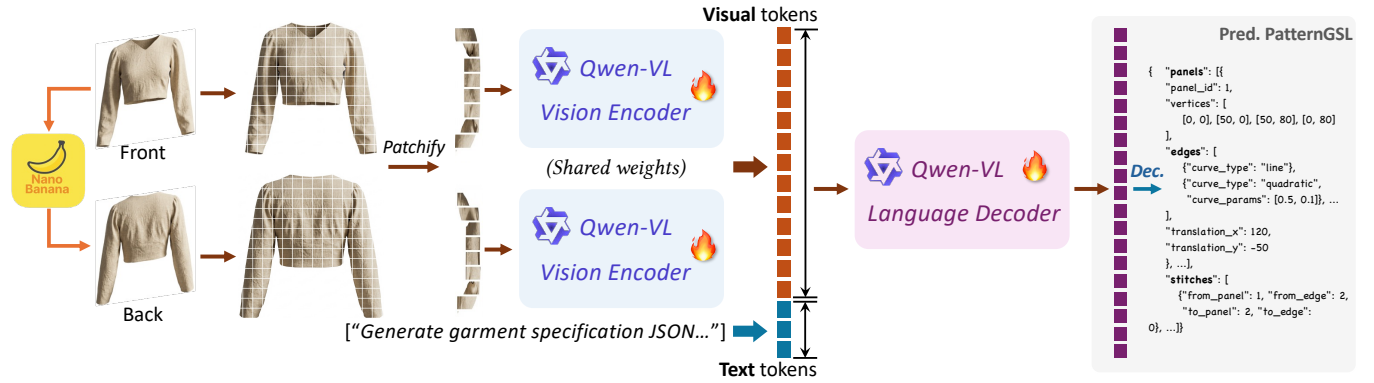 Visual tokens
Front
Nano
Banana
Back
Patchify
Qwen-VL
Vision Encoder
(Shared weights)
Qwen-VL
Vision Encoder
["Generate garment specification JSON…"]
Text tokens
Qwen-VL
Language Decoder
Dec.
Pred. PatternGSL
{ "panels": [{
"panel_id": 1,
"vertices": [
[0, 0], [50, 0], [50, 80], [0, 80]
],
"edges": [
{"curve_type": "line"},
{"curve_type": "quadratic",
"curve_params": [0.5, 0.1]}, …
],
"translation_x": 120,
"translation_y": -50
}, …],
"stitches": [
{"from_panel": 1, "from_edge": 2,
"to_panel": 2, "to_edge":
0}, …]}